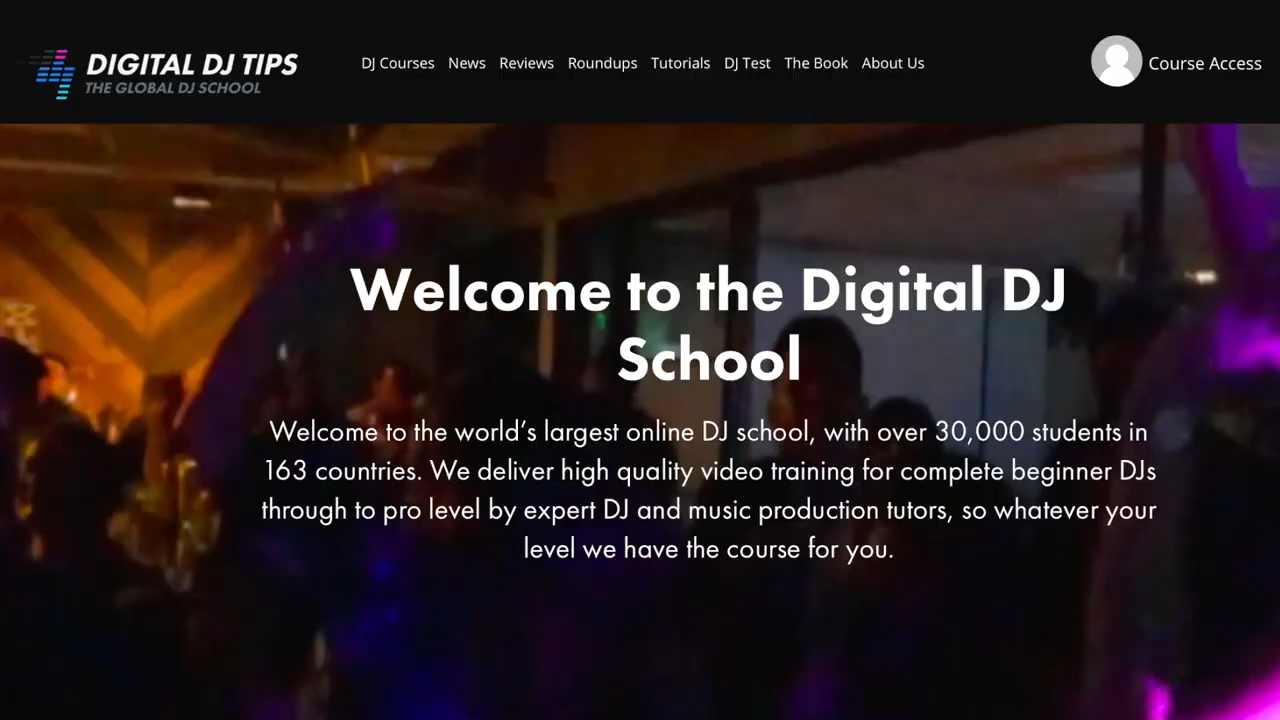 DIGITAL DJ TIPS
THE GLOBAL DJ SCHOOL
DJ Courses News Reviews Roundups Tutorials DJ Test The Book About Us
Course Access
Welcome to the Digital DJ
School
Welcome to the world’s largest online DJ school, with over 30,000 students in
163 countries. We deliver high quality video training for complete beginner DJs
through to pro level by expert DJ and music production tutors, so whatever your
level we have the course for you.